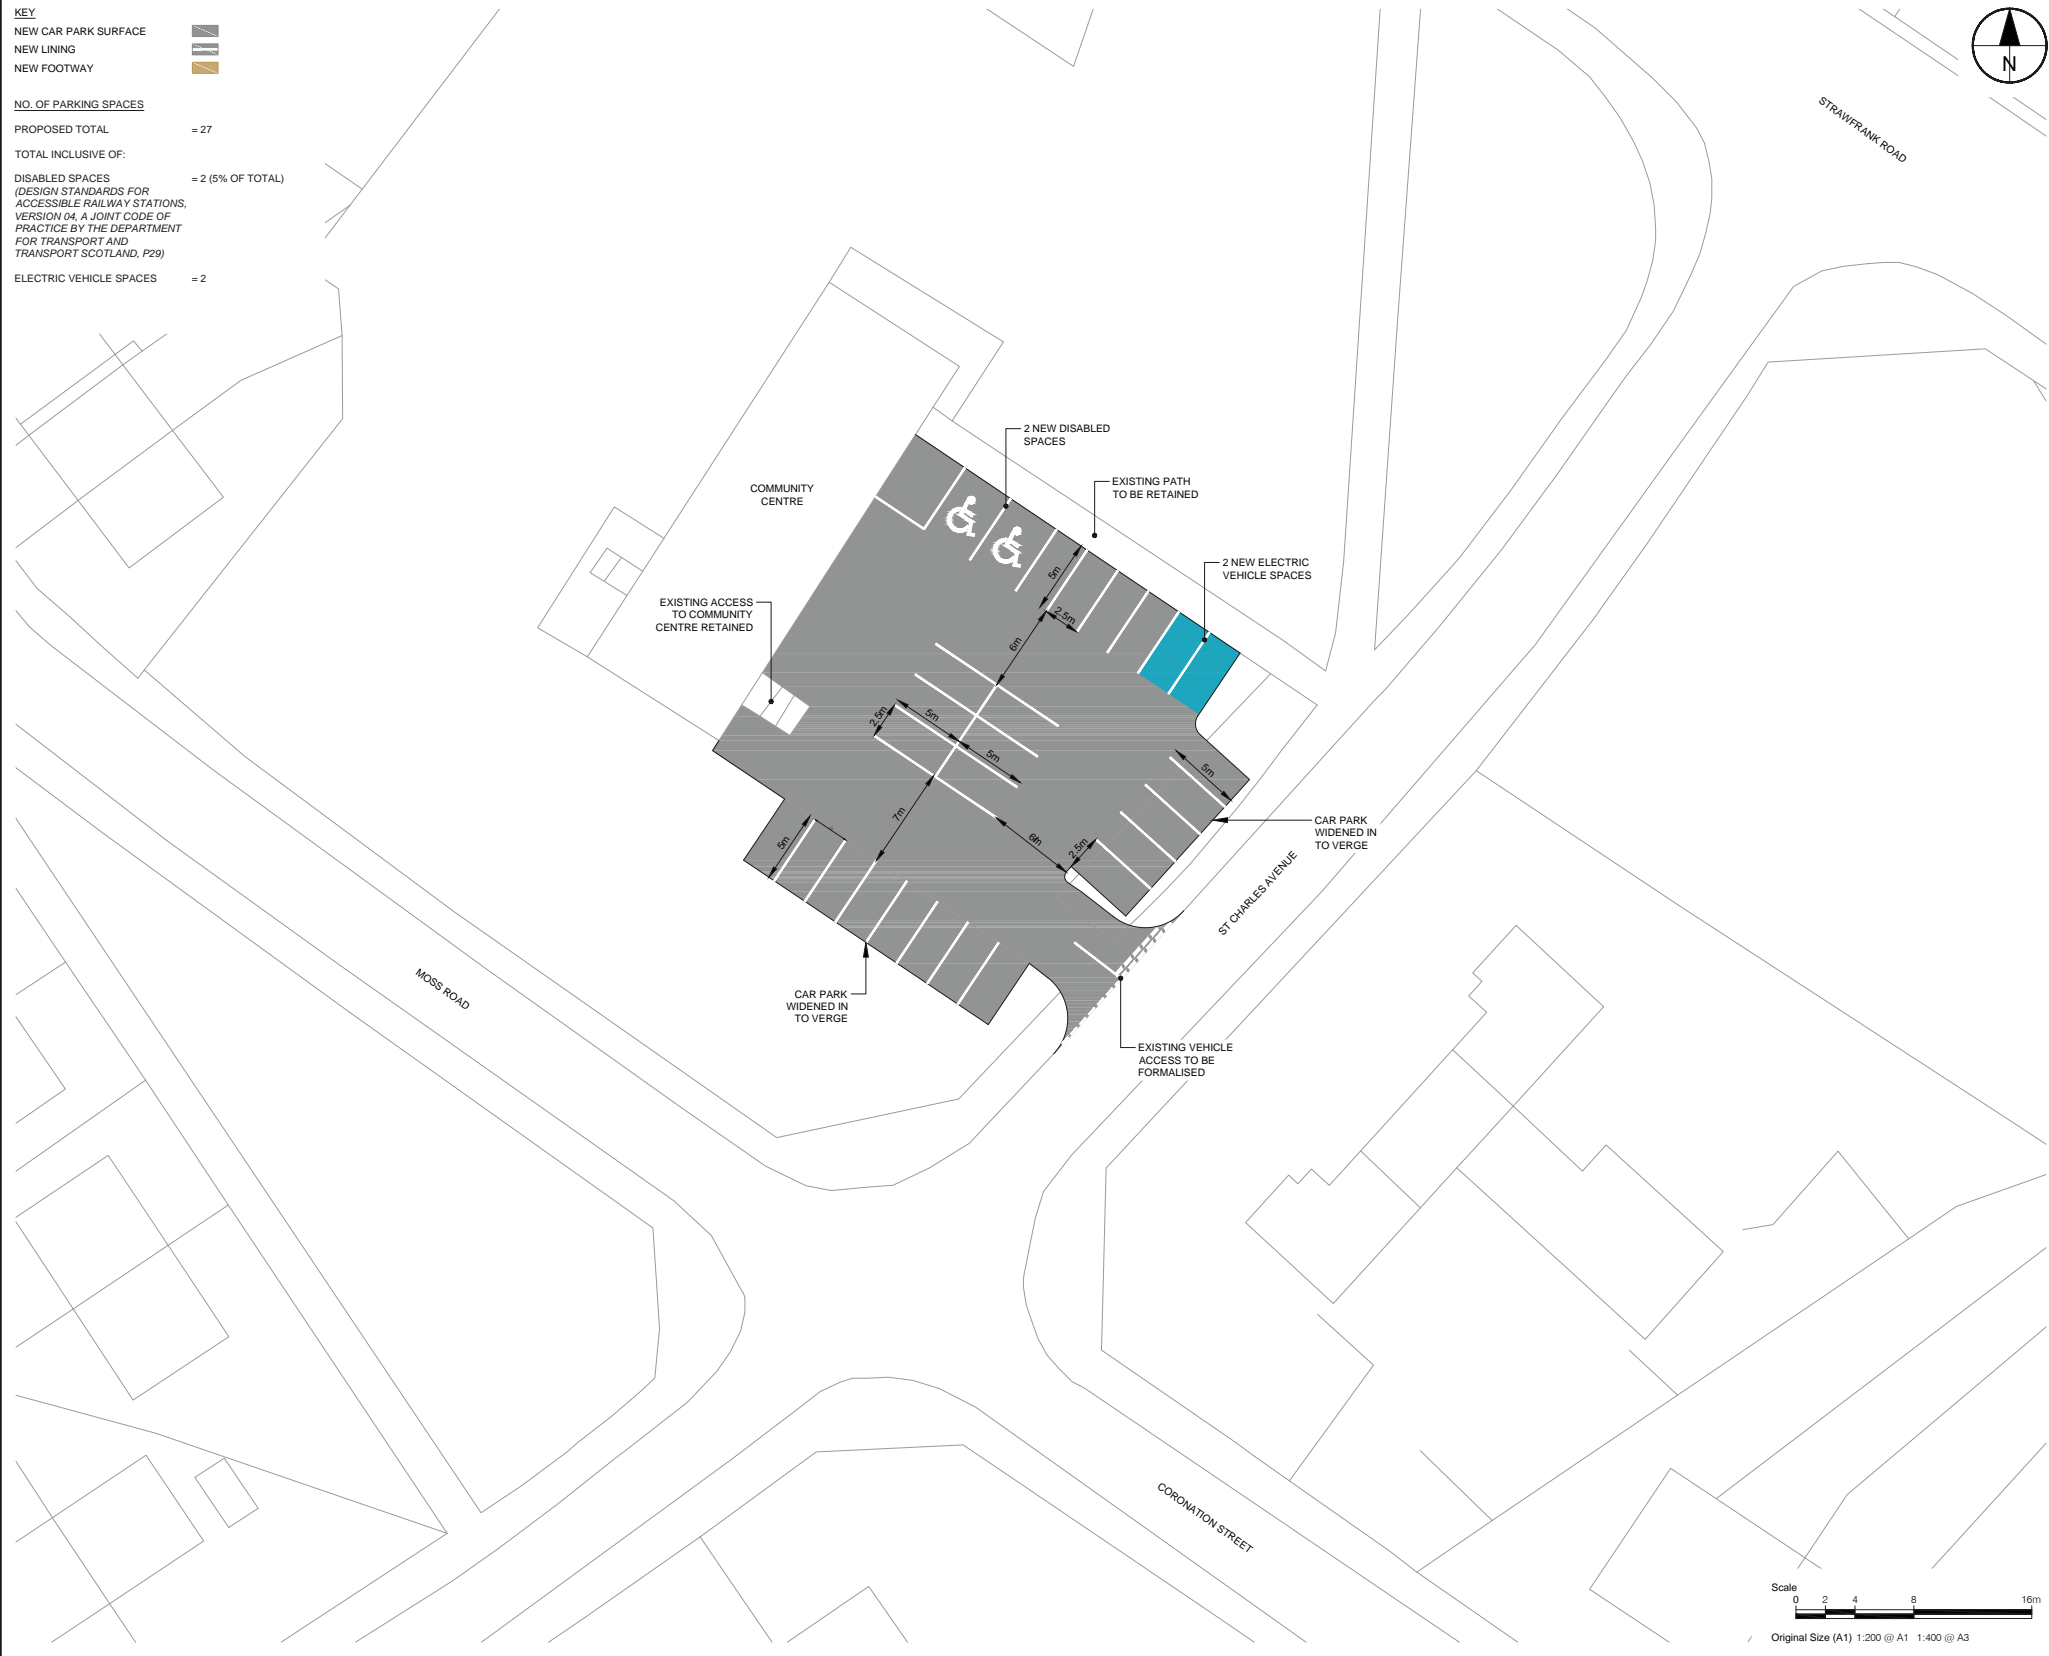 KEY
NEW CAR PARK SURFACE
NEW LINING
NEW FOOTWAY
NO. OF PARKING SPACES
PROPOSED TOTAL = 27
TOTAL INCLUSIVE OF:
DISABLED SPACES = 2 (5% OF TOTAL)
(DESIGN STANDARDS FOR
ACCESSIBLE RAILWAY STATIONS,
VERSION 04, A JOINT CODE OF
PRACTICE BY THE DEPARTMENT
FOR TRANSPORT AND
TRANSPORT SCOTLAND, P29)
ELECTRIC VEHICLE SPACES = 2
N
STRAWFRANK ROAD
2 NEW DISABLED
SPACES
COMMUNITY
CENTRE
EXISTING PATH
TO BE RETAINED
2 NEW ELECTRIC
VEHICLE SPACES
EXISTING ACCESS
TO COMMUNITY
CENTRE RETAINED
5m
2.5m
6m
2.5m
5m
5m
5m
7m
6m
2.5m
5m
CAR PARK
WIDENED IN
TO VERGE
ST CHARLES AVENUE
MOSS ROAD
CAR PARK
WIDENED IN
TO VERGE
EXISTING VEHICLE
ACCESS TO BE
FORMALISED
CORONATION STREET
Scale
0 2 4 8 16m
Original Size (A1) 1:200 @ A1 1:400 @ A3